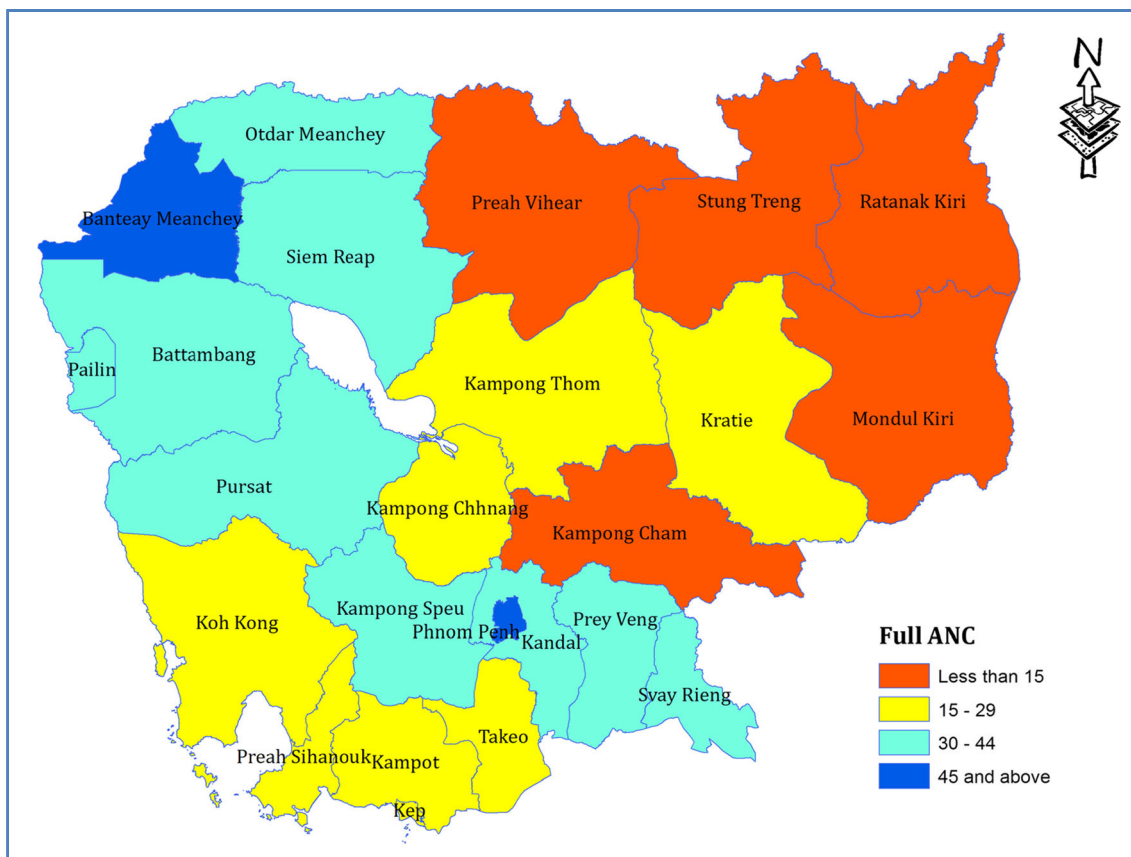 N
Otdar Meanchey
Banteay Meanchey
Preah Vihear
Stung Treng
Ratanak Kiri
Siem Reap
Battambang
Pailin
Kampong Thom
Kratie
Mondul Kiri
Pursat
Kampong Chhnang
Kampong Cham
Koh Kong
Kampong Speu
Phnom Penh
Kandal
Prey Veng
Svay Rieng
Preah Sihanouk
Kampot
Takeo
Kep
Full ANC
Less than 15
15 - 29
30 - 44
45 and above